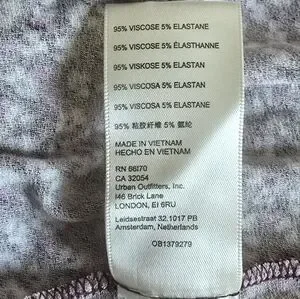 95% VISCOSE 5% ELASTANE
95% VISCOSE 5% ÉLASTHANNE
95% VISKOSE 5% ELASTAN
95% VISCOSA 5% ELASTAN
95% VISCOSA 5% ELASTANE
95% 粘胶纤维 5% 氨纶
MADE IN VIETNAM
HECHO EN VIETNAM
RN 66170
CA 32054
Urban Outfitters, Inc.
146 Brick Lane
LONDON, E1 6RU
Leidsestraat 32,1017 PB
Amsterdam, Netherlands
OB1379279